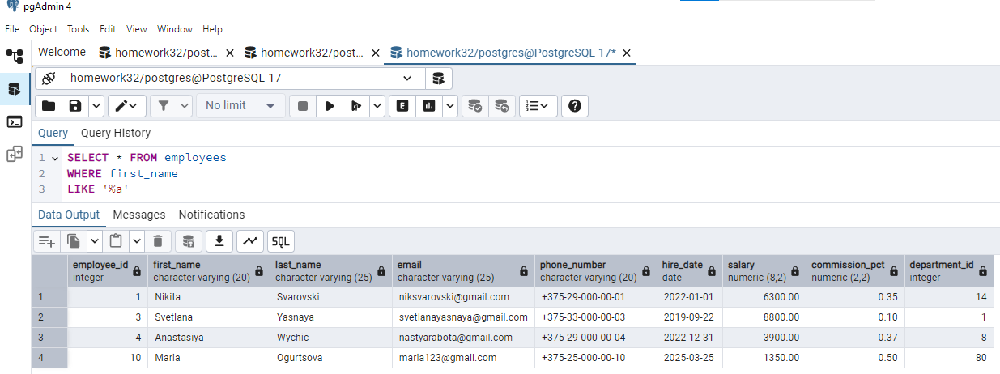 pgAdmin 4
File Object Tools Edit View Window Help
Welcome homework32/post... homework32/post... homework32/postgres@PostgreSQL 17*
homework32/postgres@PostgreSQL 17
No limit E
Query Query History
1 SELECT * FROM employees
2 WHERE first_name
3 LIKE '%a'
Data Output Messages Notifications
SQL
employee_id first_name last_name email phone_number hire_date salary commission_pct department_id
integer character varying (20) character varying (25) character varying (25) character varying (20) date numeric (8,2) numeric (2,2) integer
1 1 Nikita Svarovski niksvarovski@gmail.com +375-29-000-00-01 2022-01-01 6300.00 0.35 14
2 3 Svetlana Yasnaya svetlanayasnaya@gmail.com +375-33-000-00-03 2019-09-22 8800.00 0.10 1
3 4 Anastasiya Wychic nastyarabota@gmail.com +375-29-000-00-04 2022-12-31 3900.00 0.37 8
4 10 Maria Ogurtsova maria123@gmail.com +375-25-000-00-10 2025-03-25 1350.00 0.50 80